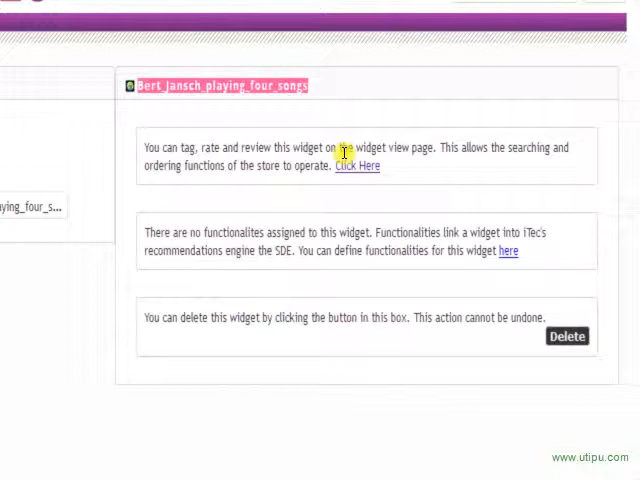 Bert_Jansch_playing_four_songs
You can tag, rate and review this widget on the widget view page. This allows the searching and
ordering functions of the store to operate. Click Here
aying_four_s...
There are no functionalites assigned to this widget. Functionalities link a widget into iTec's
recommendations engine the SDE. You can define functionalities for this widget here
You can delete this widget by clicking the button in this box. This action cannot be undone.
Delete
www.utipu.com